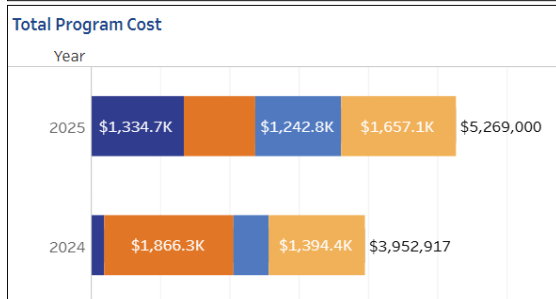 Total Program Cost
Year
2025 $1,334.7K $1,242.8K $1,657.1K $5,269,000
2024 $1,866.3K $1,394.4K $3,952,917